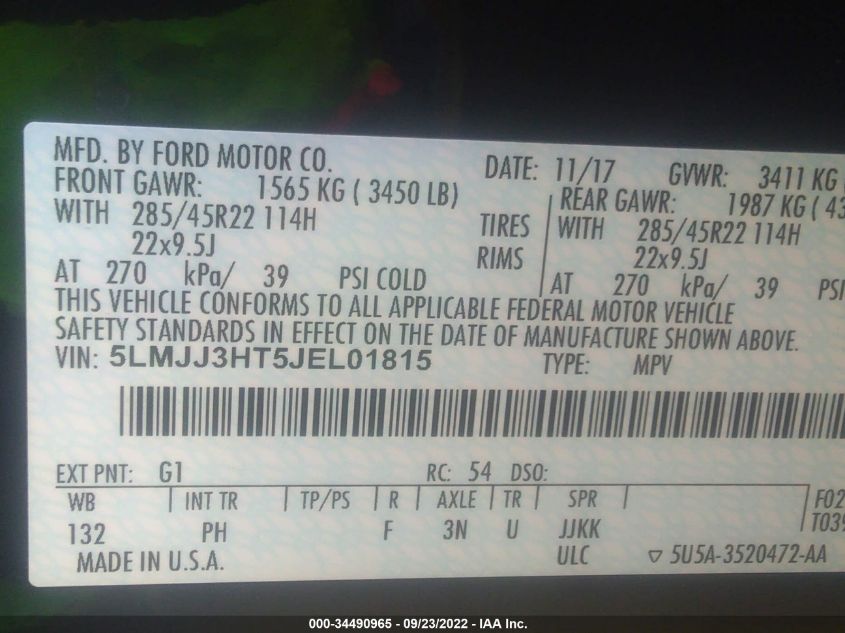 MFD. BY FORD MOTOR CO. DATE: 11/17 GVWR: 3411 KG
FRONT GAWR: 1565 KG ( 3450 LB) REAR GAWR: 1987 KG ( 43
WITH 285/45R22 114H TIRES WITH 285/45R22 114H
22x9.5J RIMS 22x9.5J
AT 270 kPa/ 39 PSI COLD AT 270 kPa/ 39 PSI
THIS VEHICLE CONFORMS TO ALL APPLICABLE FEDERAL MOTOR VEHICLE
SAFETY STANDARDS IN EFFECT ON THE DATE OF MANUFACTURE SHOWN ABOVE.
VIN: 5LMJJ3HT5JEL01815 TYPE: MPV
EXT PNT: G1 RC: 54 DSO:
WB INT TR TP/PS R AXLE TR SPR F02
132 PH F 3N U JJKK T039
MADE IN U.S.A. ULC 5U5A-3520472-AA
000-34490965 - 09/23/2022 - IAA Inc.